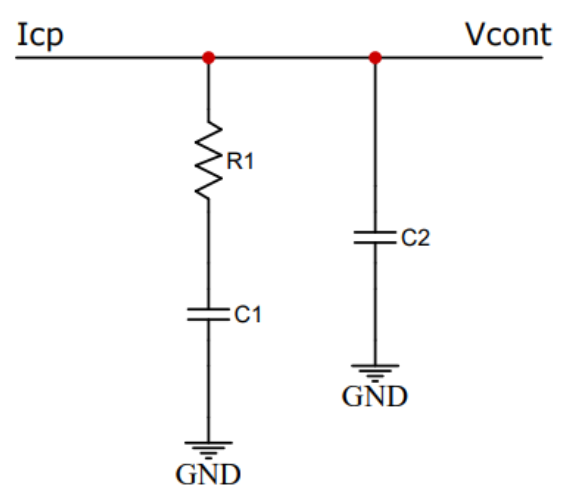 Icp
Vcont
R1
C2
C1
GND
GND